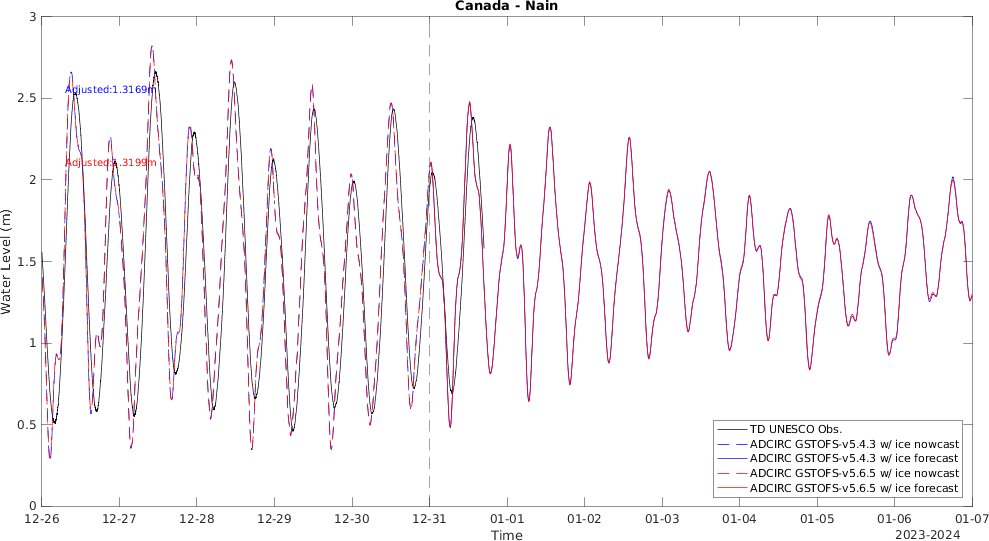 Canada - Nain
3
2.5
2
1.5
1
0.5
0
Water Level (m)
Adjusted:1.3169m
Adjusted:1.3199m
TD UNESCO Obs.
ADCIRC GSTOFS-v5.4.3 w/ ice nowcast
ADCIRC GSTOFS-v5.4.3 w/ ice forecast
ADCIRC GSTOFS-v5.6.5 w/ ice nowcast
ADCIRC GSTOFS-v5.6.5 w/ ice forecast
12-26 12-27 12-28 12-29 12-30 12-31 01-01 01-02 01-03 01-04 01-05 01-06 01-07
Time
2023-2024